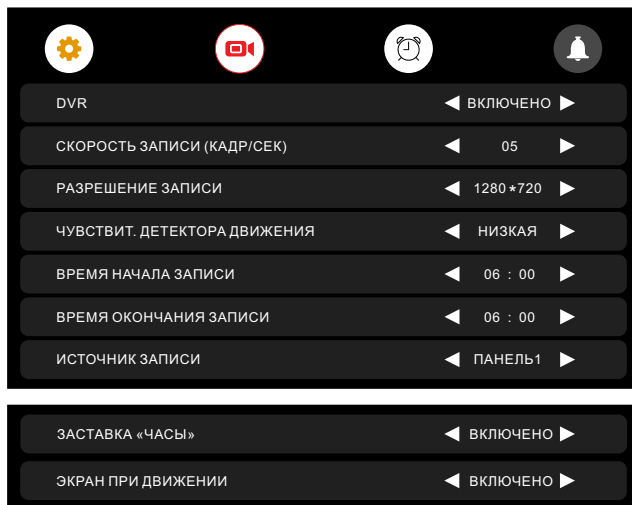 DVR ВКЛЮЧЕНО
СКОРОСТЬ ЗАПИСИ (КАДР/СЕК) 05
РАЗРЕШЕНИЕ ЗАПИСИ 1280*720
ЧУВСТВИТ. ДЕТЕКТОРА ДВИЖЕНИЯ НИЗКАЯ
ВРЕМЯ НАЧАЛА ЗАПИСИ 06 : 00
ВРЕМЯ ОКОНЧАНИЯ ЗАПИСИ 06 : 00
ИСТОЧНИК ЗАПИСИ ПАНЕЛЬ1
ЗАСТАВКА «ЧАСЫ» ВКЛЮЧЕНО
ЭКРАН ПРИ ДВИЖЕНИИ ВКЛЮЧЕНО